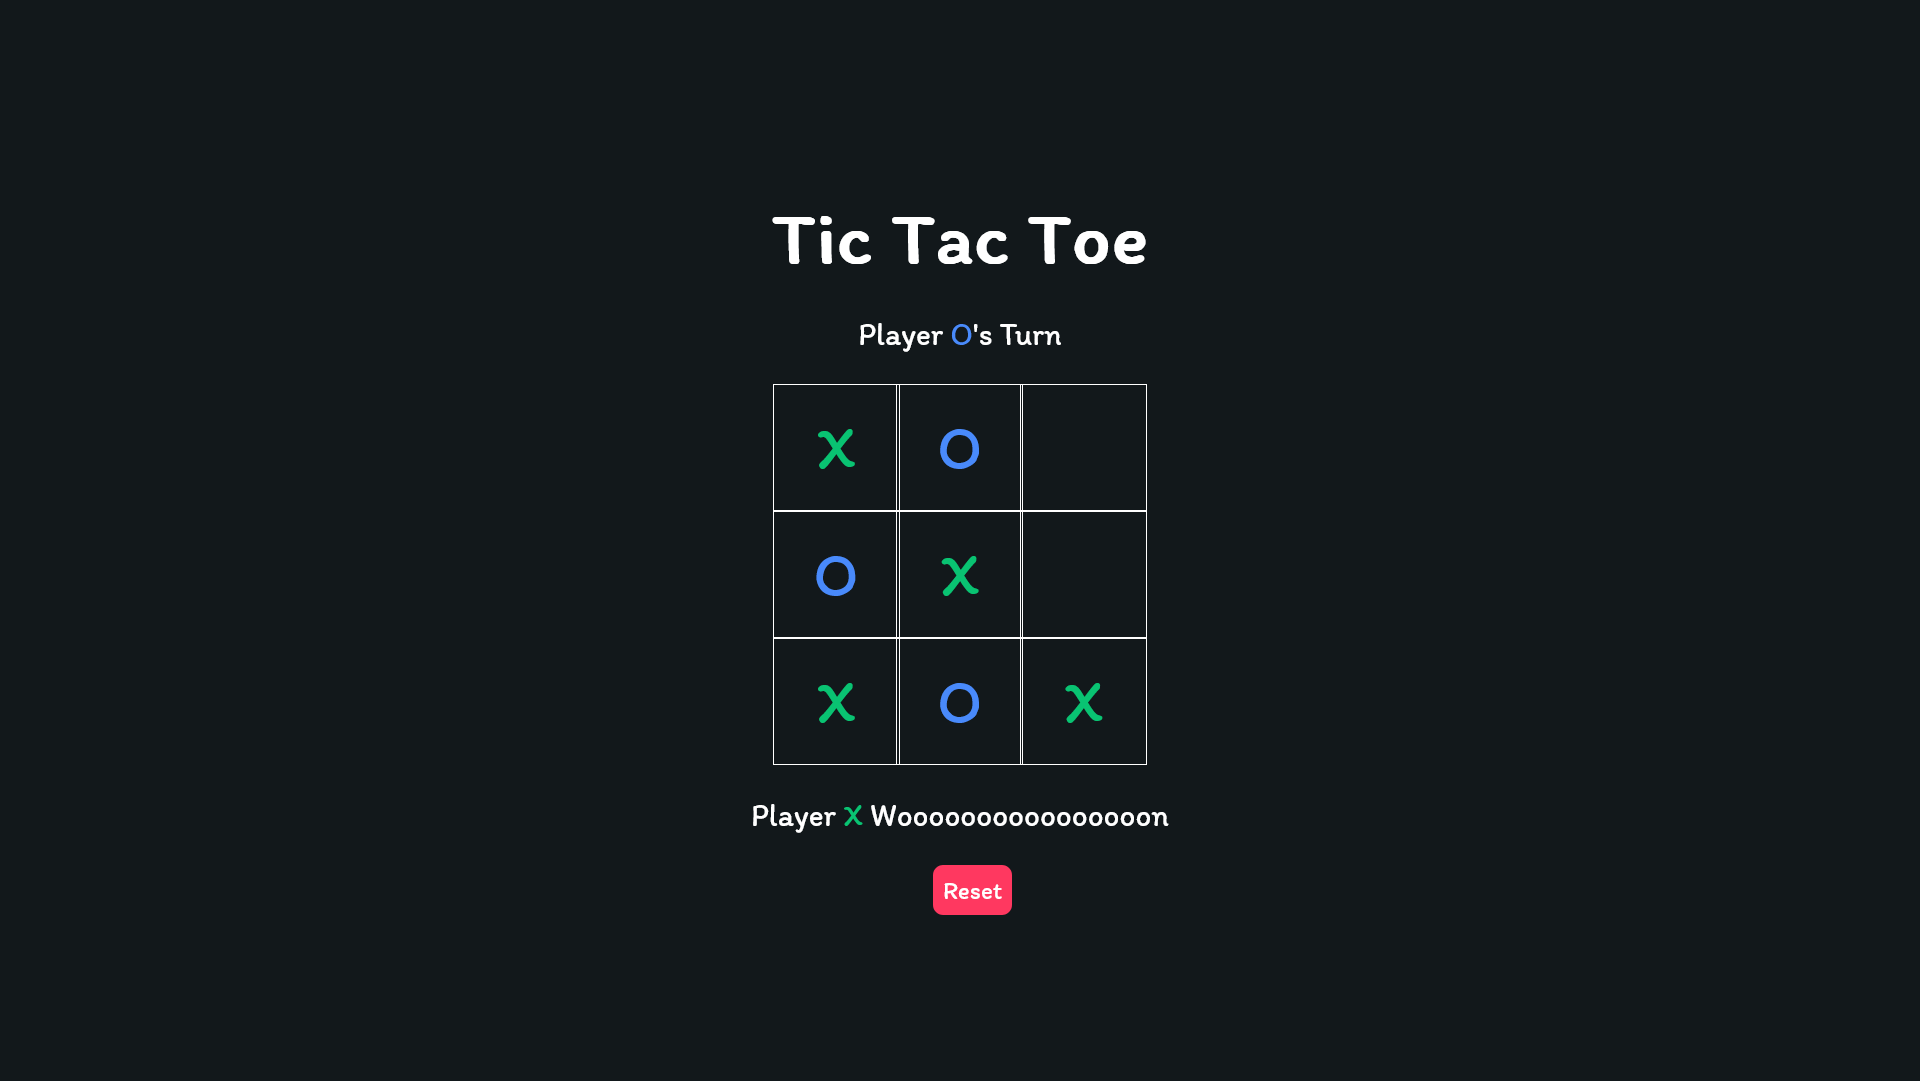 Tic Tac Toe
Player O's Turn
X O
O X
X O X
Player X Woooooooooooooooon
Reset